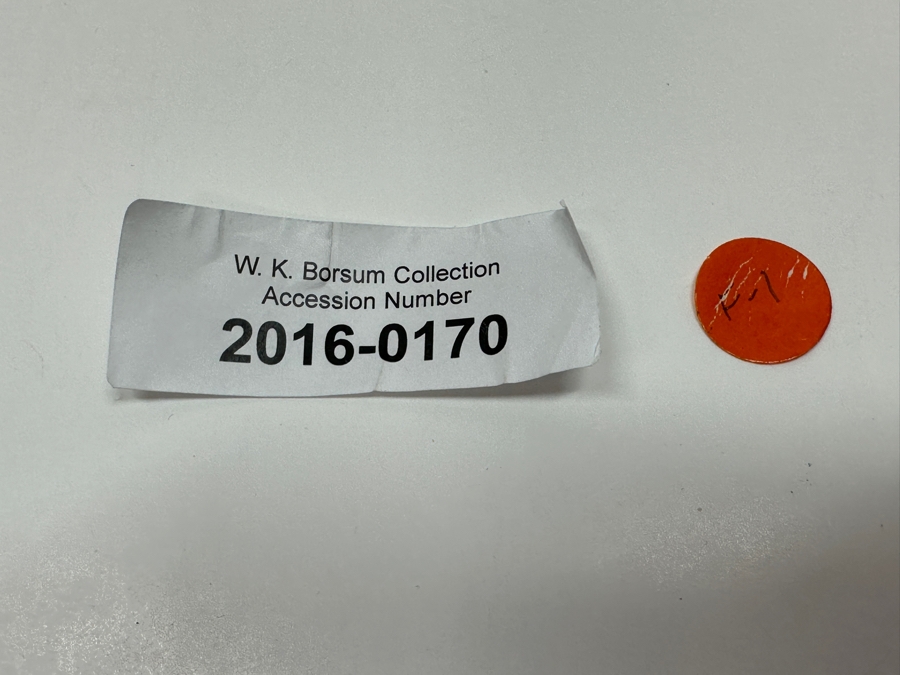 W. K. Borsum Collection
Accession Number
2016-0170